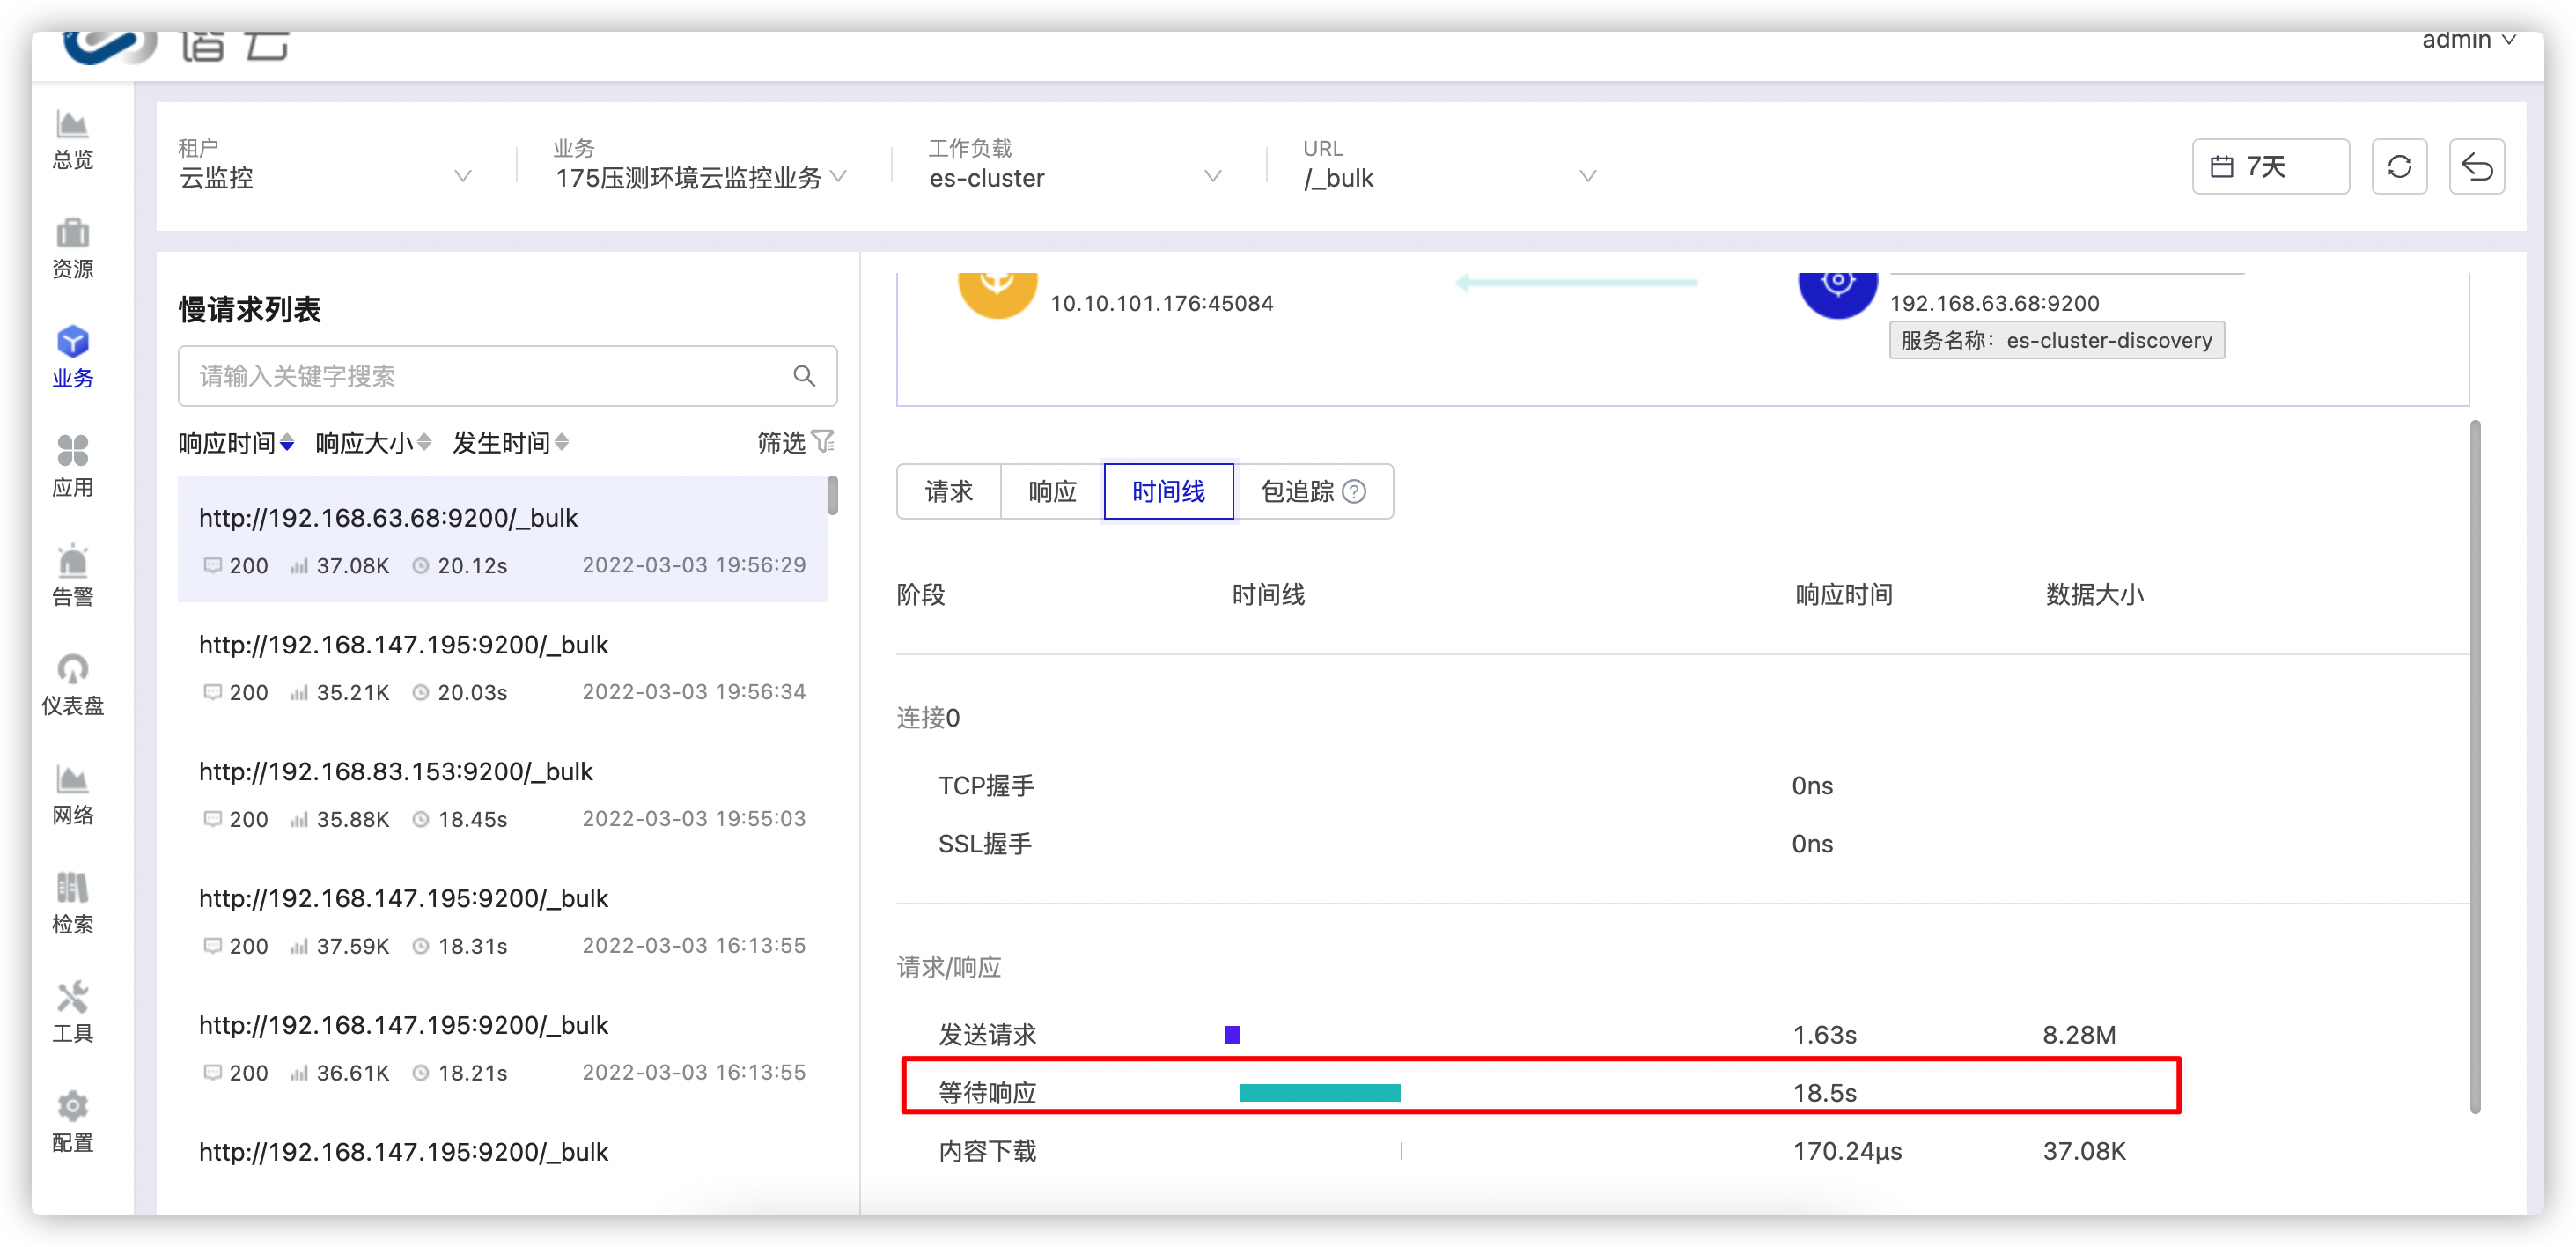 谐云
admin
总览
资源
业务
应用
告警
仪表盘
网络
检索
工具
配置
租户
云监控
业务
175压测环境云监控业务
工作负载
es-cluster
URL
/_bulk
7天
慢请求列表
请输入关键字搜索
响应时间 响应大小 发生时间 筛选
http://192.168.63.68:9200/_bulk
200 37.08K 20.12s 2022-03-03 19:56:29
http://192.168.147.195:9200/_bulk
200 35.21K 20.03s 2022-03-03 19:56:34
http://192.168.83.153:9200/_bulk
200 35.88K 18.45s 2022-03-03 19:55:03
http://192.168.147.195:9200/_bulk
200 37.59K 18.31s 2022-03-03 16:13:55
http://192.168.147.195:9200/_bulk
200 36.61K 18.21s 2022-03-03 16:13:55
http://192.168.147.195:9200/_bulk
10.10.101.176:45084
192.168.63.68:9200
服务名称：es-cluster-discovery
请求 响应 时间线 包追踪 ?
阶段 时间线 响应时间 数据大小
连接0
TCP握手 0ns
SSL握手 0ns
请求/响应
发送请求 1.63s 8.28M
等待响应 18.5s
内容下载 170.24μs 37.08K